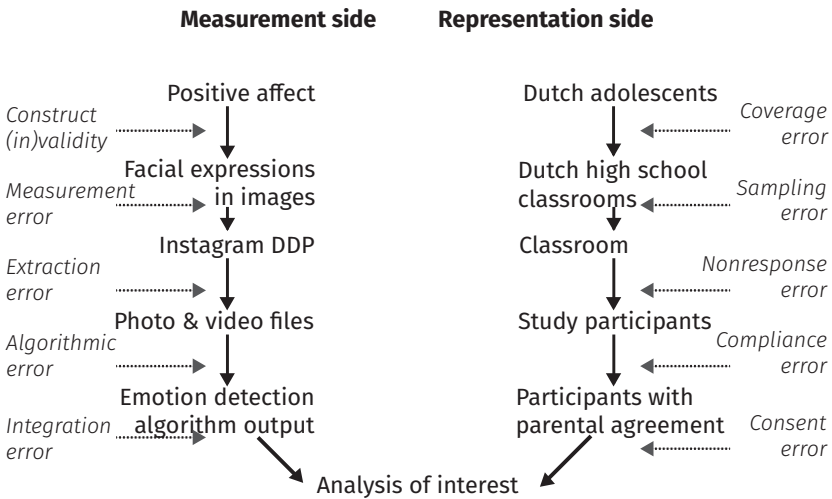 Measurement side
Representation side
Positive affect
Dutch adolescents
Construct
(in)validity
Coverage
error
Facial expressions
in images
Dutch high school
classrooms
Measurement
error
Sampling
error
Instagram DDP
Classroom
Extraction
error
Nonresponse
error
Photo & video files
Study participants
Algorithmic
error
Compliance
error
Emotion detection
algorithm output
Participants with
parental agreement
Integration
error
Consent
error
Analysis of interest